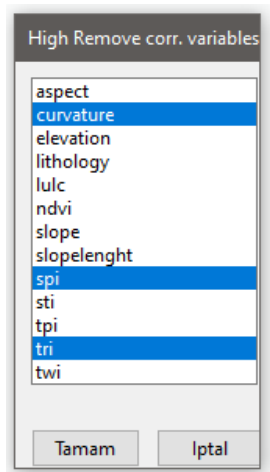 High Remove corr. variables
aspect
curvature
elevation
lithology
lulc
ndvi
slope
slopelenght
spi
sti
tpi
tri
twi
Tamam
Iptal